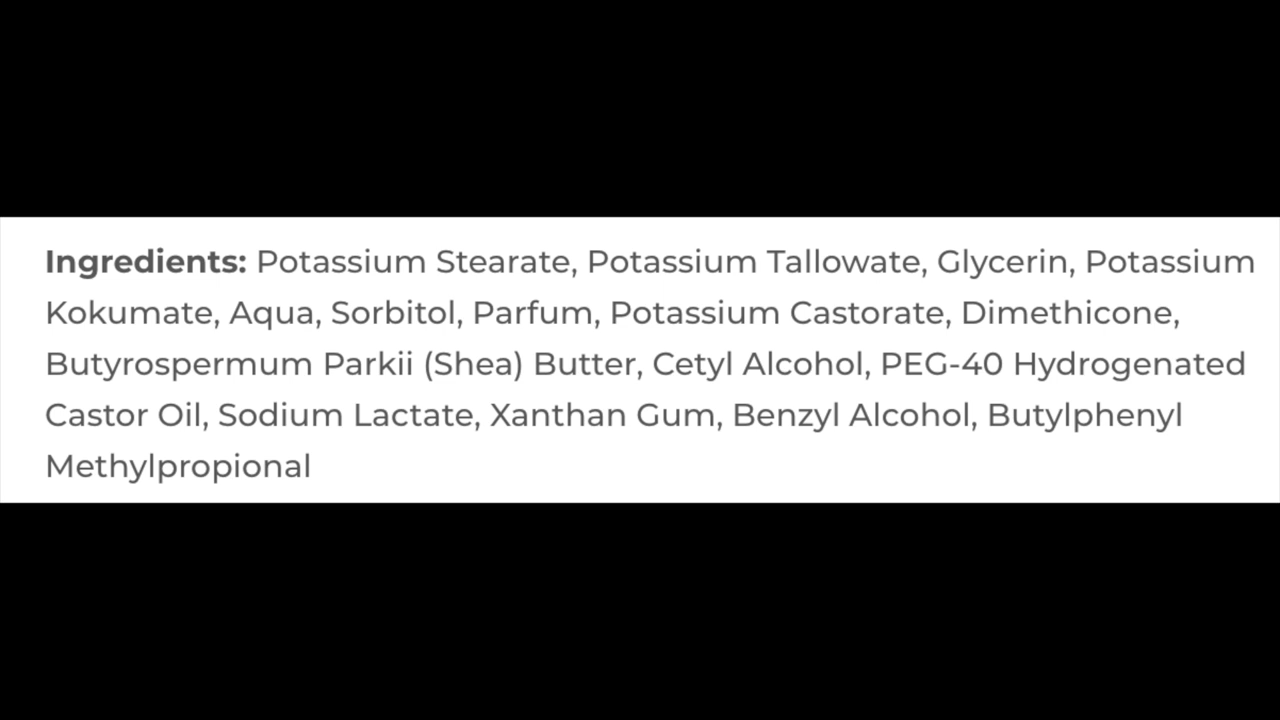 Ingredients: Potassium Stearate, Potassium Tallowate, Glycerin, Potassium
Kokumate, Aqua, Sorbitol, Parfum, Potassium Castorate, Dimethicone,
Butyrospermum Parkii (Shea) Butter, Cetyl Alcohol, PEG-40 Hydrogenated
Castor Oil, Sodium Lactate, Xanthan Gum, Benzyl Alcohol, Butylphenyl
Methylpropional